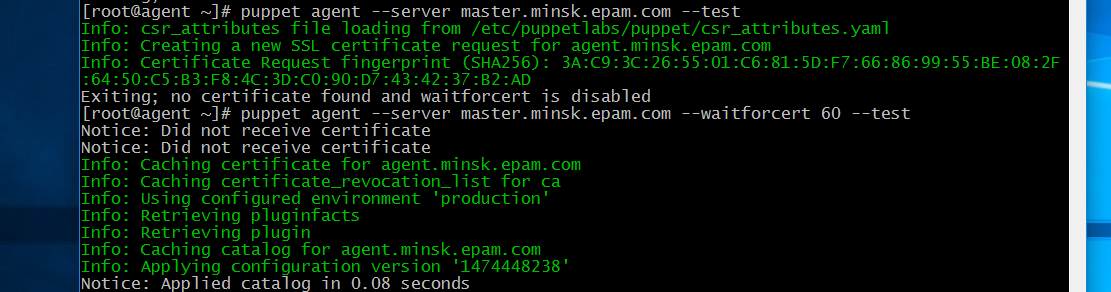 [root@agent ~]# puppet agent --server master.minsk.epam.com --test
Info: csr_attributes file loading from /etc/puppetlabs/puppet/csr_attributes.yaml
Info: Creating a new SSL certificate request for agent.minsk.epam.com
Info: Certificate Request fingerprint (SHA256): 3A:C9:3C:26:55:01:C6:81:5D:F7:66:86:99:55:BE:08:2F
:64:50:C5:B3:F8:4C:3D:C0:90:D7:43:42:37:B2:AD
Exiting; no certificate found and waitforcert is disabled
[root@agent ~]# puppet agent --server master.minsk.epam.com --waitforcert 60 --test
Notice: Did not receive certificate
Notice: Did not receive certificate
Info: Caching certificate for agent.minsk.epam.com
Info: Caching certificate_revocation_list for ca
Info: Using configured environment 'production'
Info: Retrieving pluginfacts
Info: Retrieving plugin
Info: Caching catalog for agent.minsk.epam.com
Info: Applying configuration version '1474448238'
Notice: Applied catalog in 0.08 seconds